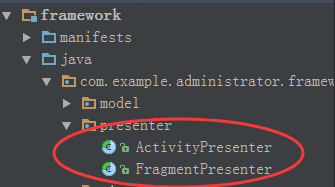 framework
manifests
java
com.example.administrator.framew
model
presenter
ActivityPresenter
FragmentPresenter